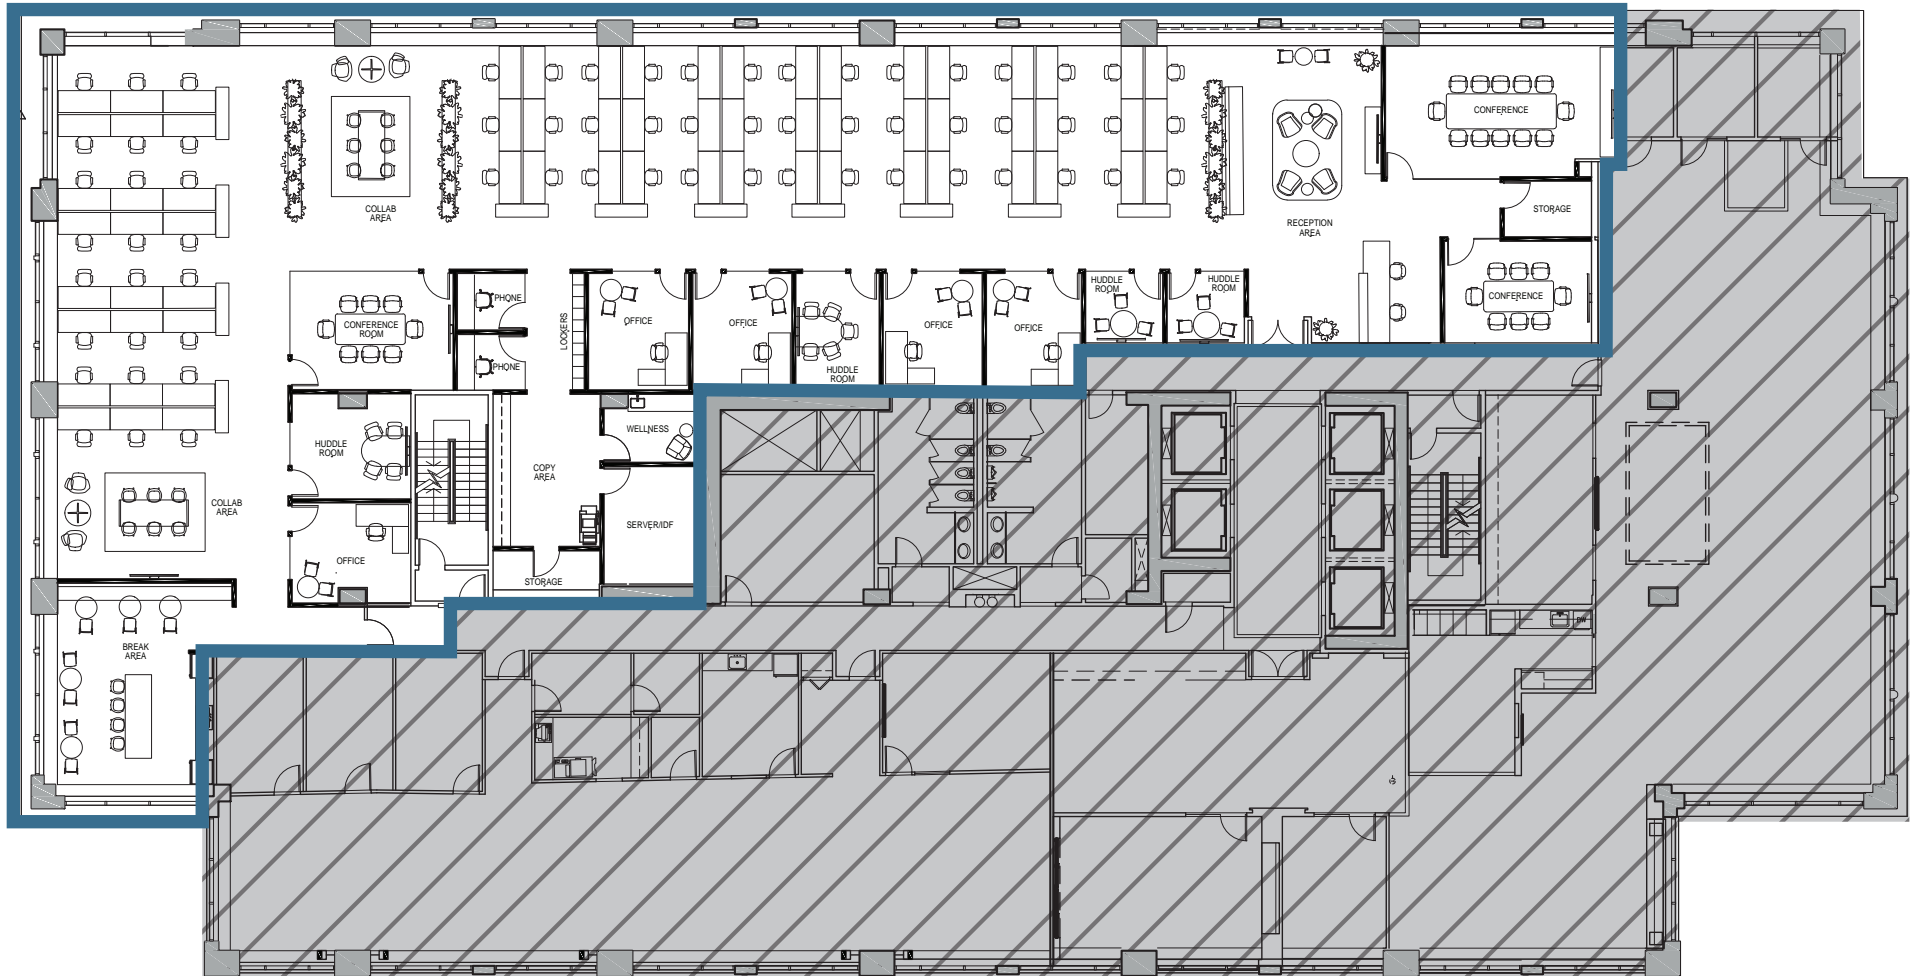 CONFERENCE
COLLAB
AREA
STORAGE
RECEPTION
AREA
HUDDLE
ROOM
HUDDLE
ROOM
PHONE
CONFERENCE
CONFERENCE
ROOM
LOCKERS
OFFICE
OFFICE
OFFICE
OFFICE
PHONE
HUDDLE
ROOM
WELLNESS
HUDDLE
ROOM
COPY
AREA
COLLAB
AREA
SERVER/IDF
OFFICE
STORAGE
DW
BREAK
AREA